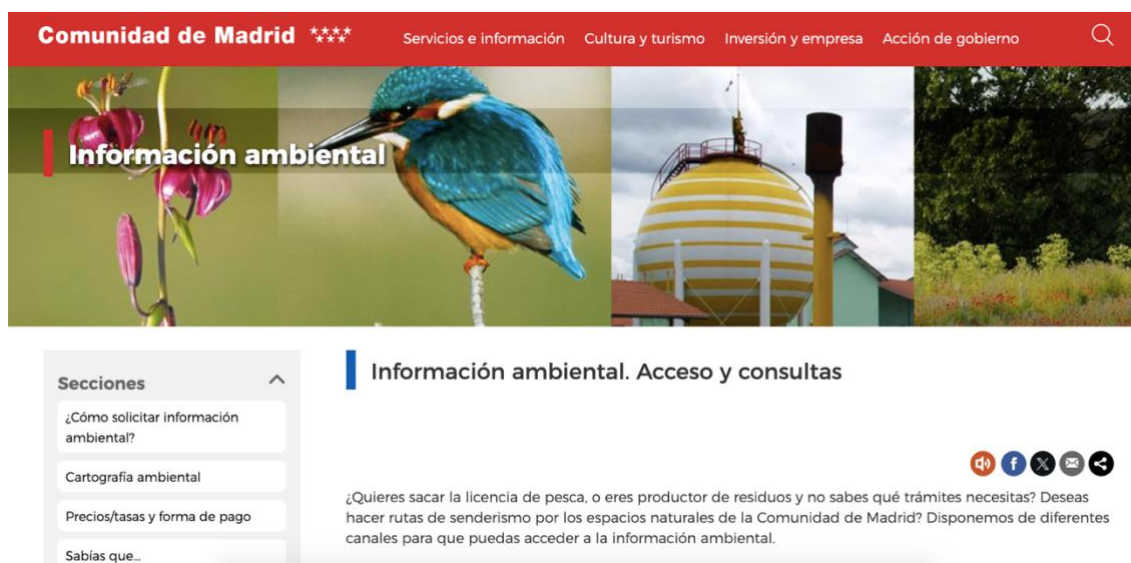 Comunidad de Madrid
Servicios e información Cultura y turismo Inversión y empresa Acción de gobierno
Información ambiental
Secciones
¿Cómo solicitar información
ambiental?
Cartografía ambiental
Precios/tasas y forma de pago
Sabías que...
Información ambiental. Acceso y consultas
¿Quieres sacar la licencia de pesca, o eres productor de residuos y no sabes qué trámites necesitas? Deseas
hacer rutas de senderismo por los espacios naturales de la Comunidad de Madrid? Disponemos de diferentes
canales para que puedas acceder a la información ambiental.